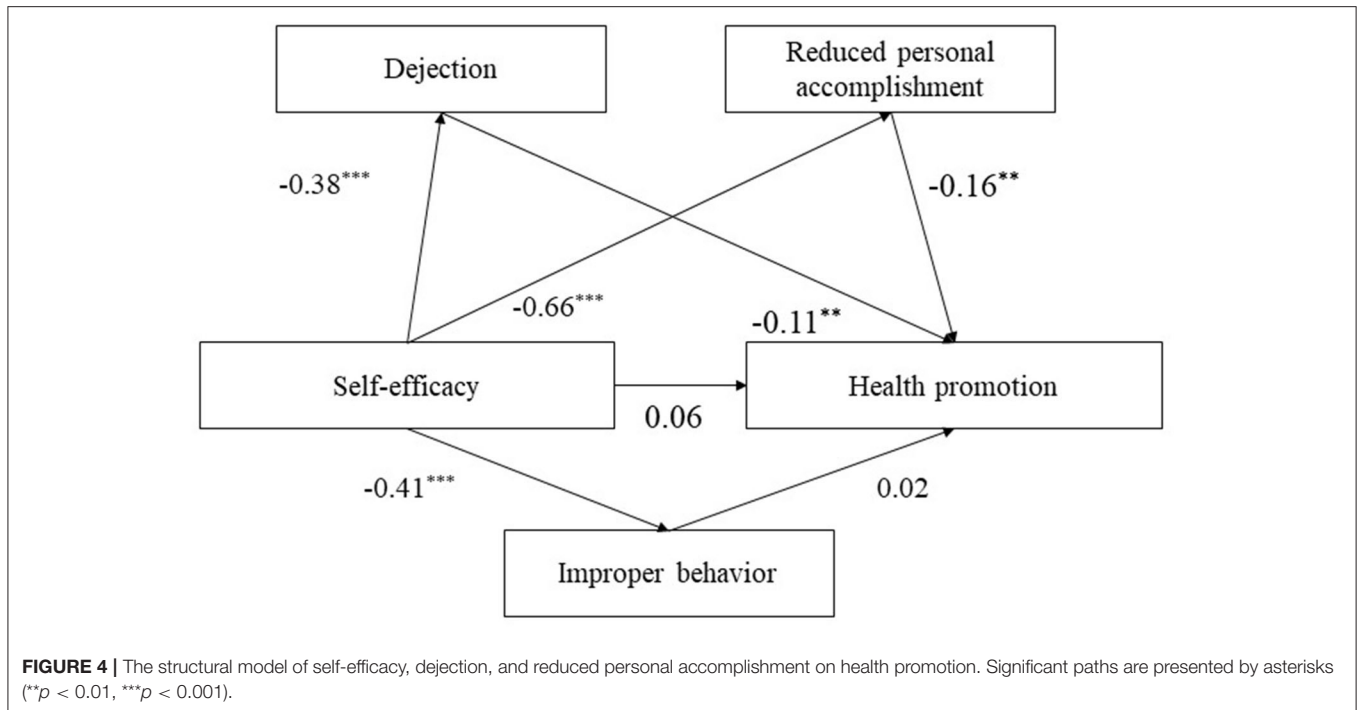 Dejection
Reduced personal
accomplishment
-0.38***
-0.16**
-0.66***
-0.11**
Self-efficacy
Health promotion
0.06
-0.41***
0.02
Improper behavior
FIGURE 4 | The structural model of self-efficacy, dejection, and reduced personal accomplishment on health promotion. Significant paths are presented by asterisks
(**p < 0.01, ***p < 0.001).